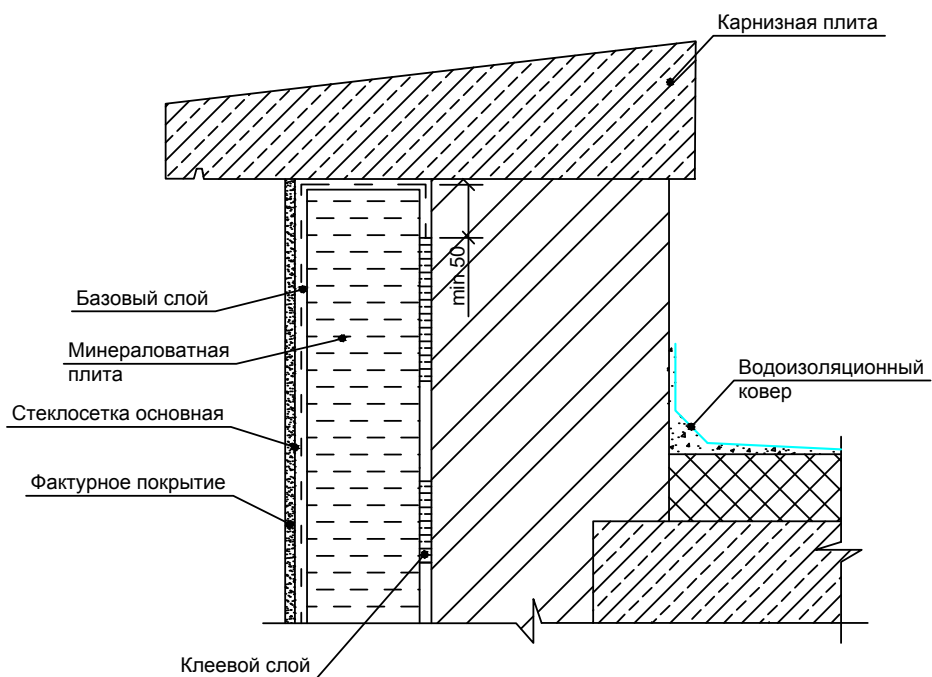 Карнизная плита
min 50
Базовый слой
Минераловатная
плита
Водоизоляционный
ковер
Стеклосетка основная
Фактурное покрытие
Клеевой слой